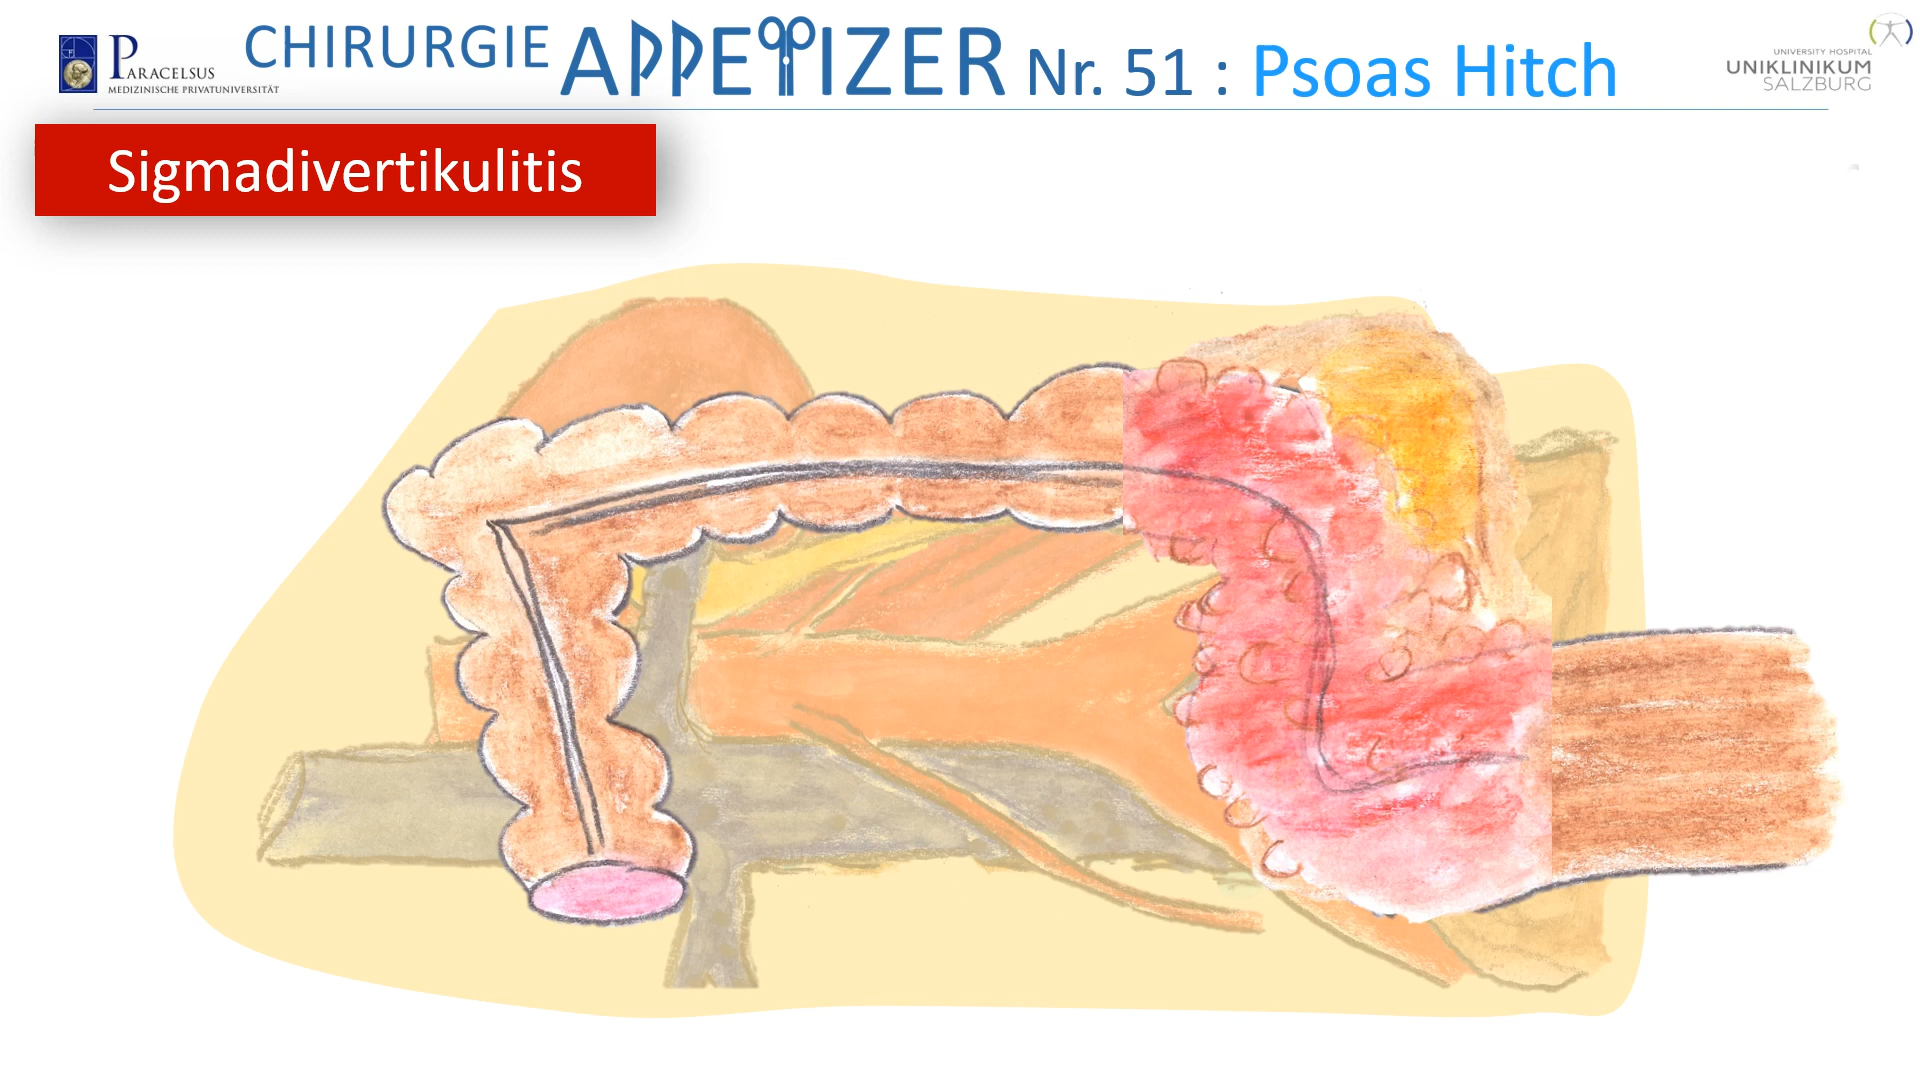 PARACELSUS
MEDIZINISCHE PRIVATUNIVERSITÄT
CHIRURGIE APPETIZER Nr. 51 : Psoas Hitch
UNIVERSITY HOSPITAL
UNIKLINIKUM
SALZBURG
Sigmadivertikulitis